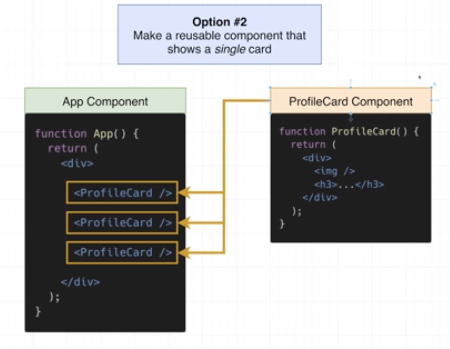 Option #2
Make a reusable component that
shows a single card
App Component
function App() {
return (
<div>
<ProfileCard />
<ProfileCard />
<ProfileCard />
</div>
);
}
ProfileCard Component
function ProfileCard() {
return (
<div>
<img />
<h3>...</h3>
</div>
);
}